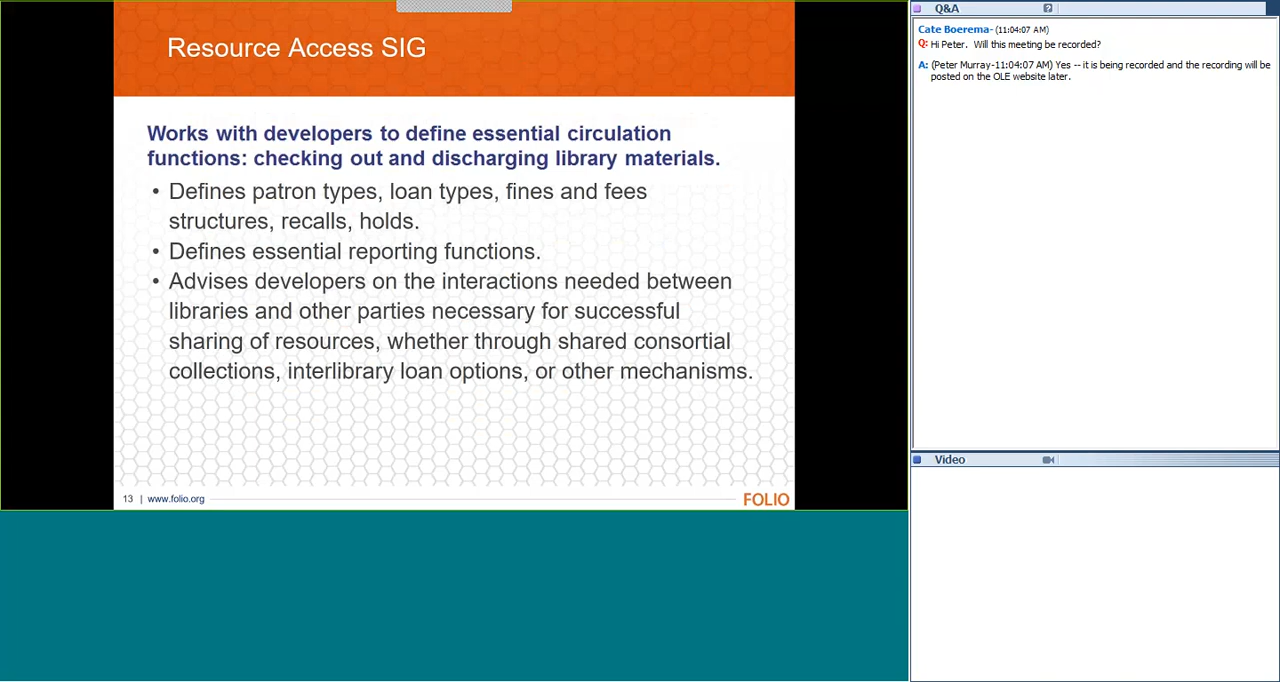 Resource Access SIG
Works with developers to define essential circulation
functions: checking out and discharging library materials.
• Defines patron types, loan types, fines and fees
structures, recalls, holds.
• Defines essential reporting functions.
• Advises developers on the interactions needed between
libraries and other parties necessary for successful
sharing of resources, whether through shared consortial
collections, interlibrary loan options, or other mechanisms.
13 | www.folio.org
FOLIO
Q&A
?
Cate Boerema- (11:04:07 AM)
Q: Hi Peter. Will this meeting be recorded?
A: (Peter Murray-11:04:07 AM) Yes -- it is being recorded and the recording will be
posted on the OLE website later.
Video